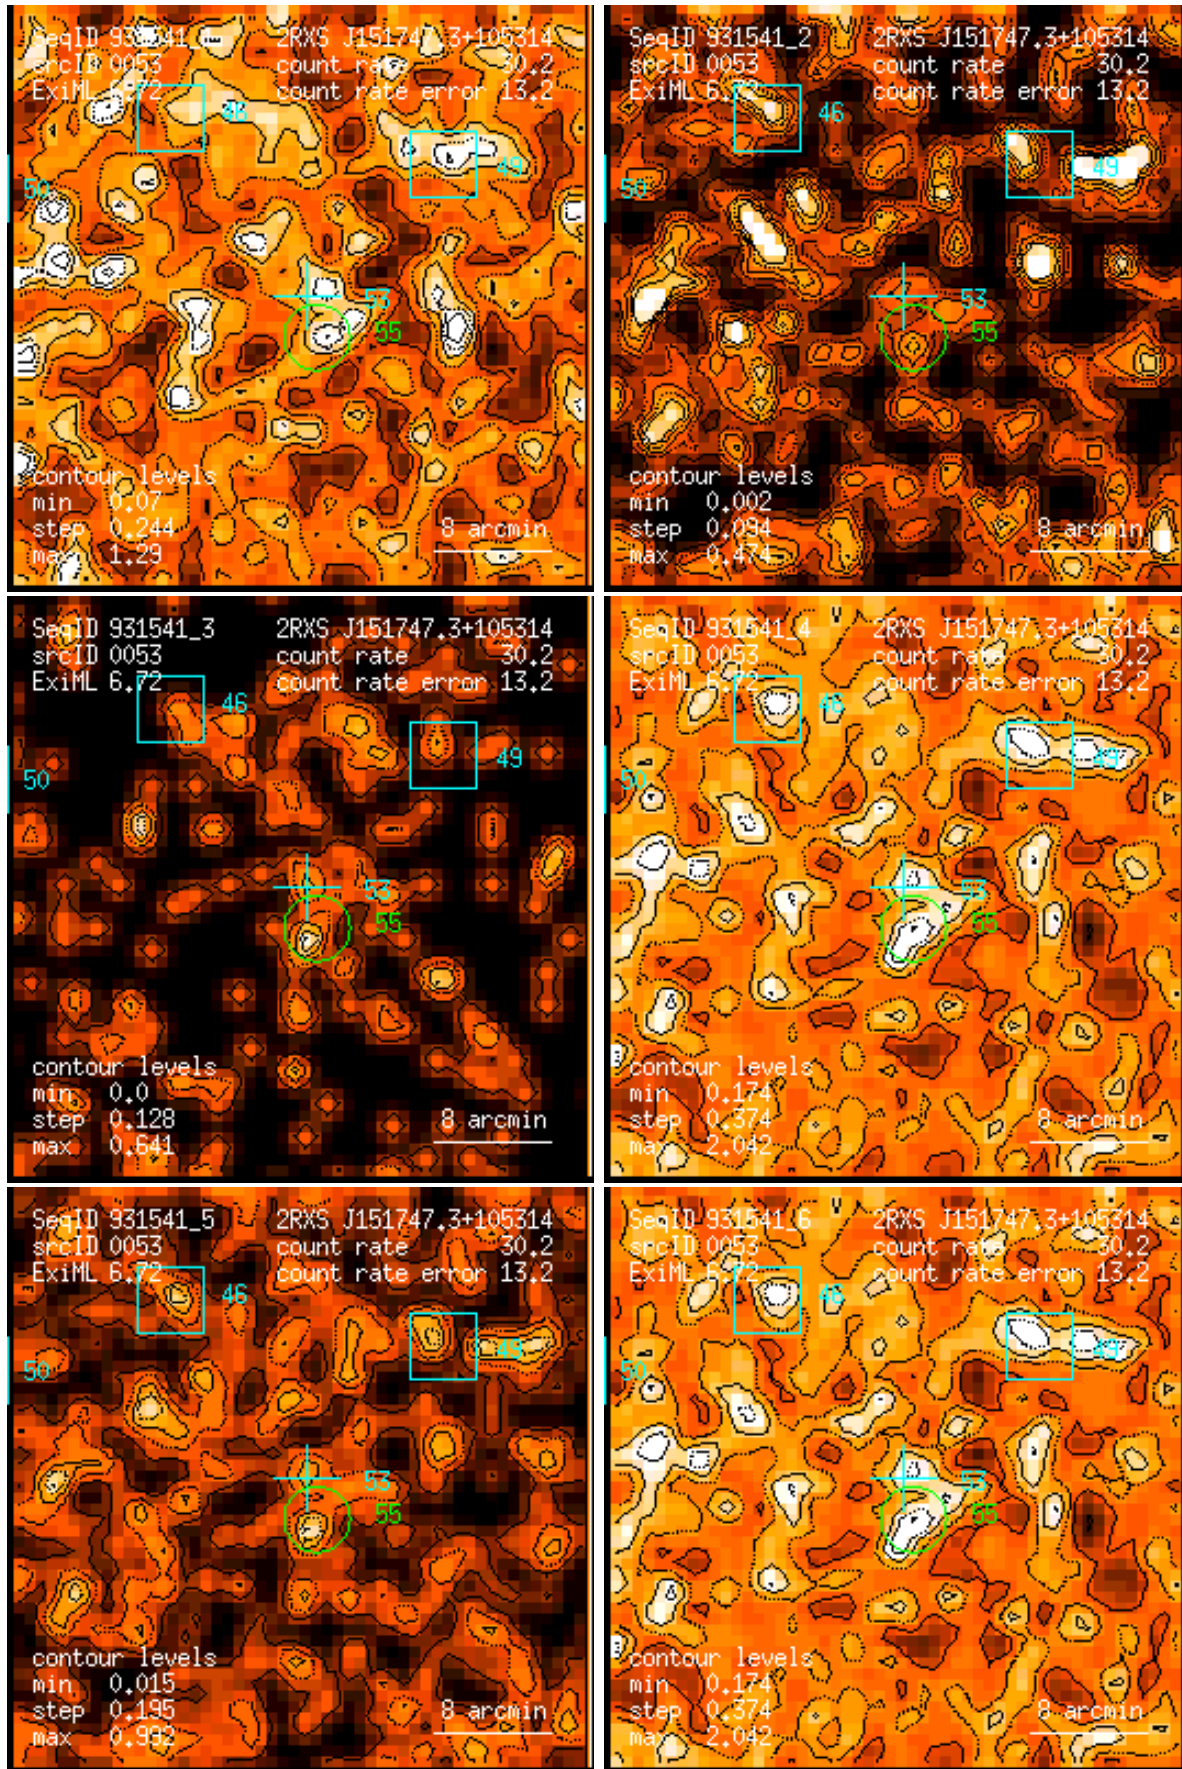 SeqID 931541_1 2RXS J151747.3+105314
srcID 0053 count rate 30.2
ExiML 6.72 count rate error 13.2
46
49
50
53
55
contour levels
min 0.07
step 0.244 8 arcmin
max 1.29
SeqID 931541_2 2RXS J151747.3+105314
srcID 0053 count rate 30.2
ExiML 6.72 count rate error 13.2
46
49
50
53
55
contour levels
min 0.002
step 0.094 8 arcmin
max 0.474
SeqID 931541_3 2RXS J151747.3+105314
srcID 0053 count rate 30.2
ExiML 6.72 count rate error 13.2
46
49
50
53
55
contour levels
min 0.0
step 0.128 8 arcmin
max 0.641
SeqID 931541_4 2RXS J151747.3+105314
srcID 0053 count rate 30.2
ExiML 6.72 count rate error 13.2
46
49
50
53
55
contour levels
min 0.174
step 0.374 8 arcmin
max 2.042
SeqID 931541_5 2RXS J151747.3+105314
srcID 0053 count rate 30.2
ExiML 6.72 count rate error 13.2
46
49
50
53
55
contour levels
min 0.015
step 0.195 8 arcmin
max 0.992
SeqID 931541_6 2RXS J151747.3+105314
srcID 0053 count rate 30.2
ExiML 6.72 count rate error 13.2
46
49
50
53
55
contour levels
min 0.174
step 0.374 8 arcmin
max 2.042